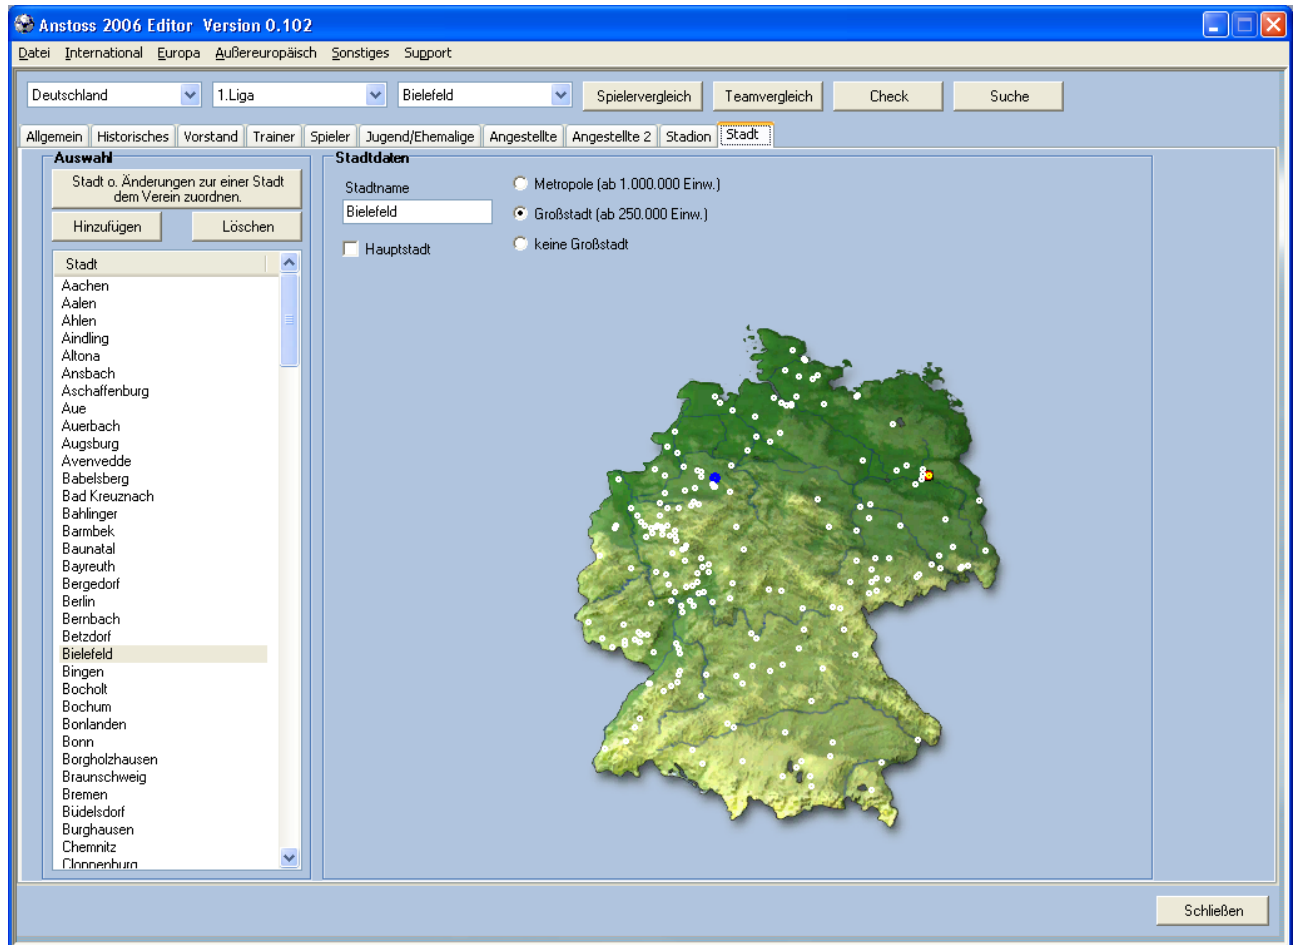 Anstoss 2006 Editor Version 0.102
Datei International Europa Außereuropäisch Sonstiges Support
Deutschland 1.Liga Bielefeld Spielervergleich Teamvergleich Check Suche
Allgemein Historisches Vorstand Trainer Spieler Jugend/Ehemalige Angestellte Angestellte 2 Stadion Stadt
Auswahl
Stadt o. Änderungen zur einer Stadt
dem Verein zuordnen.
Hinzufügen Löschen
Stadt
Aachen
Aalen
Ahlen
Aindling
Altona
Ansbach
Aschaffenburg
Aue
Auerbach
Augsburg
Avenvedde
Babelsberg
Bad Kreuznach
Bahlinger
Barmbek
Baunatal
Bayreuth
Bergedorf
Berlin
Bernbach
Betzdorf
Bielefeld
Bingen
Bocholt
Bochum
Bonlanden
Bonn
Borgholzhausen
Braunschweig
Bremen
Büdelsdorf
Burghausen
Chemnitz
Cloppenburg
Stadtdaten
Stadtname
Bielefeld
Hauptstadt
Metropole (ab 1.000.000 Einw.)
Großstadt (ab 250.000 Einw.)
keine Großstadt
Schließen